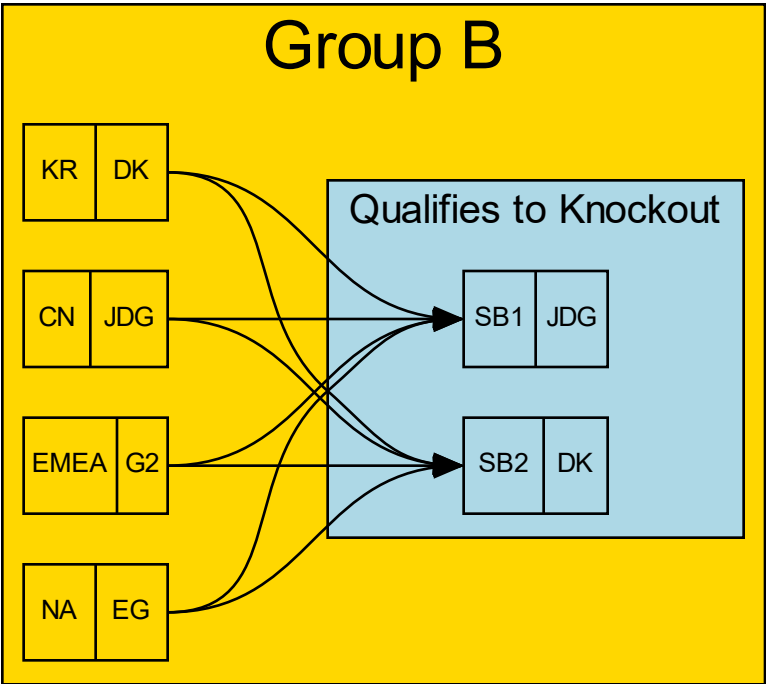 Group B
KR DK
CN JDG
EMEA G2
NA EG
Qualifies to Knockout
SB1 JDG
SB2 DK